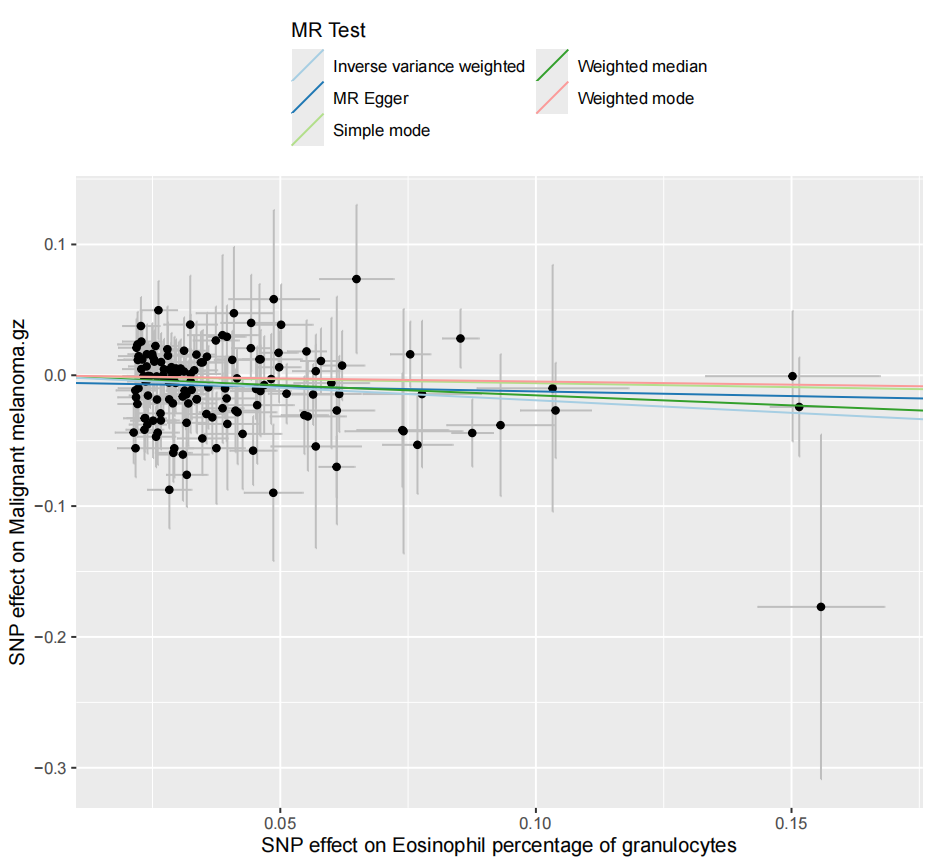 MR Test
Inverse variance weighted
Weighted median
MR Egger
Weighted mode
Simple mode
0.1
0.0
−0.1
−0.2
−0.3
SNP effect on Malignant melanoma.gz
0.05
0.10
0.15
SNP effect on Eosinophil percentage of granulocytes